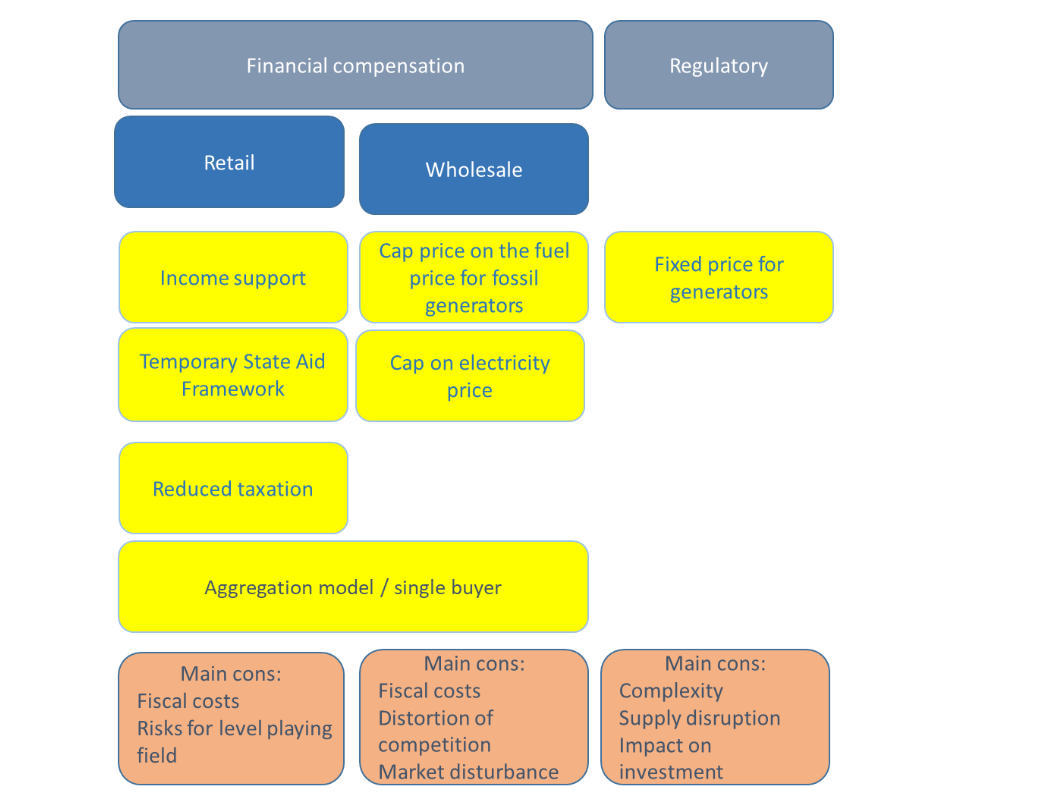 Financial compensation
Regulatory
Retail
Wholesale
Income support
Cap price on the fuel
price for fossil
generators
Fixed price for
generators
Temporary State Aid
Framework
Cap on electricity
price
Reduced taxation
Aggregation model / single buyer
Main cons:
Fiscal costs
Risks for level playing
field
Main cons:
Fiscal costs
Distortion of
competition
Market disturbance
Main cons:
Complexity
Supply disruption
Impact on
investment